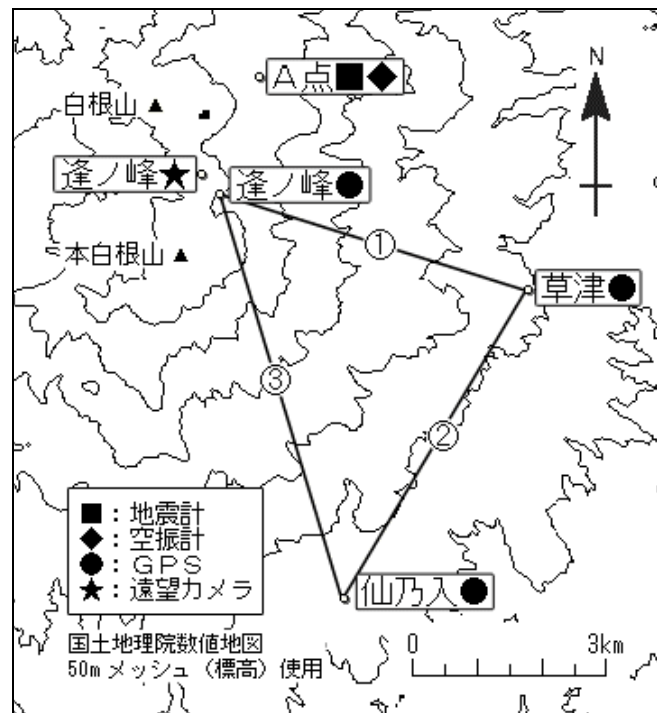 A点■◆
N
白根山▲
逢ノ峰★
逢ノ峰●
本白根山▲
①
草津●
③
②
■：地震計
◆：空振計
●：GPS
★：遠望カメラ
仙乃入●
国土地理院数値地図
50mメッシュ（標高）使用
0 3km